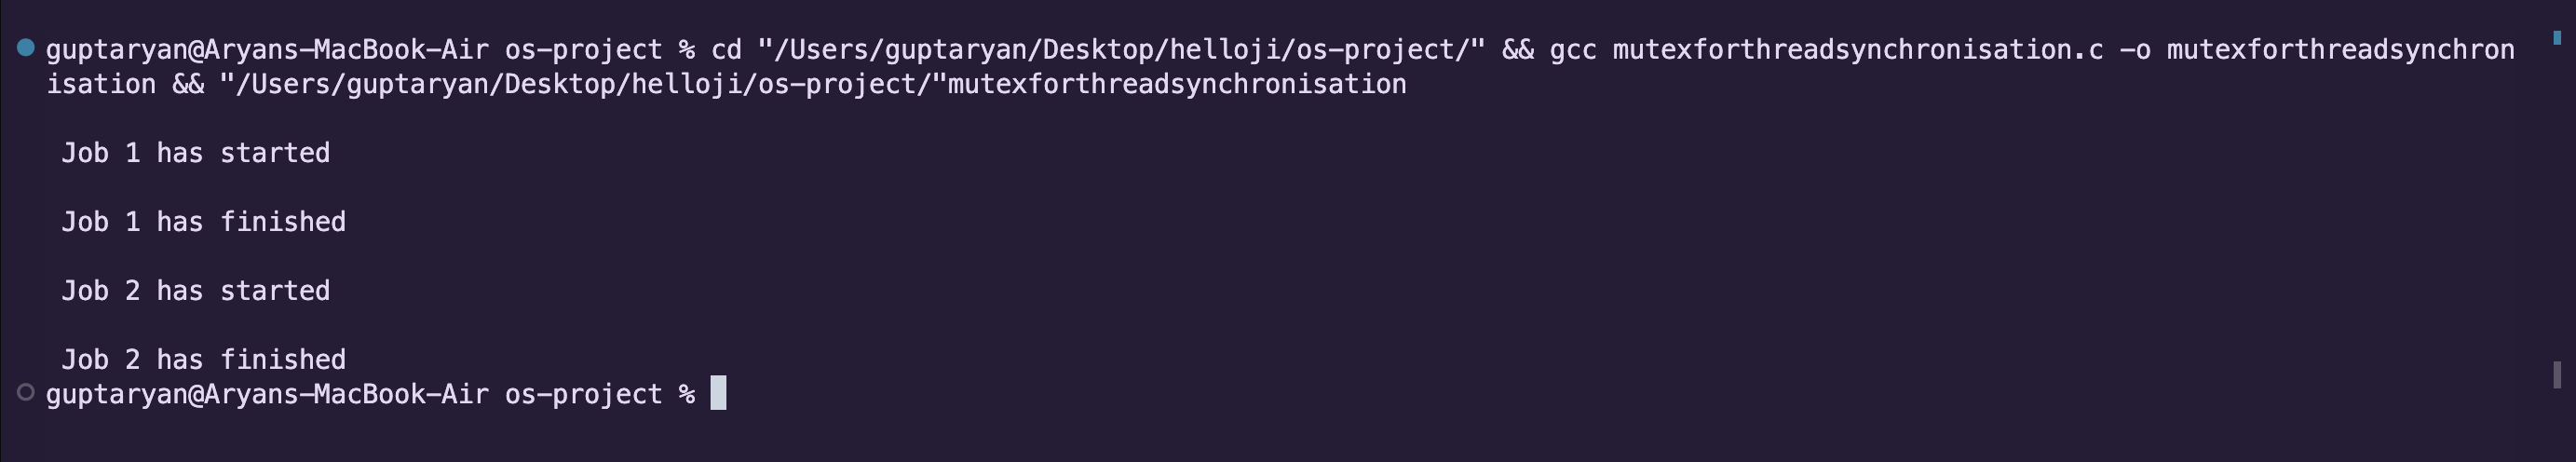 guptaryan@Aryans-MacBook-Air os-project % cd "/Users/guptaryan/Desktop/helloji/os-project/" && gcc mutexforthreadsynchronisation.c -o mutexforthreadsynchron
isation && "/Users/guptaryan/Desktop/helloji/os-project/"mutexforthreadsynchronisation
Job 1 has started
Job 1 has finished
Job 2 has started
Job 2 has finished
guptaryan@Aryans-MacBook-Air os-project %